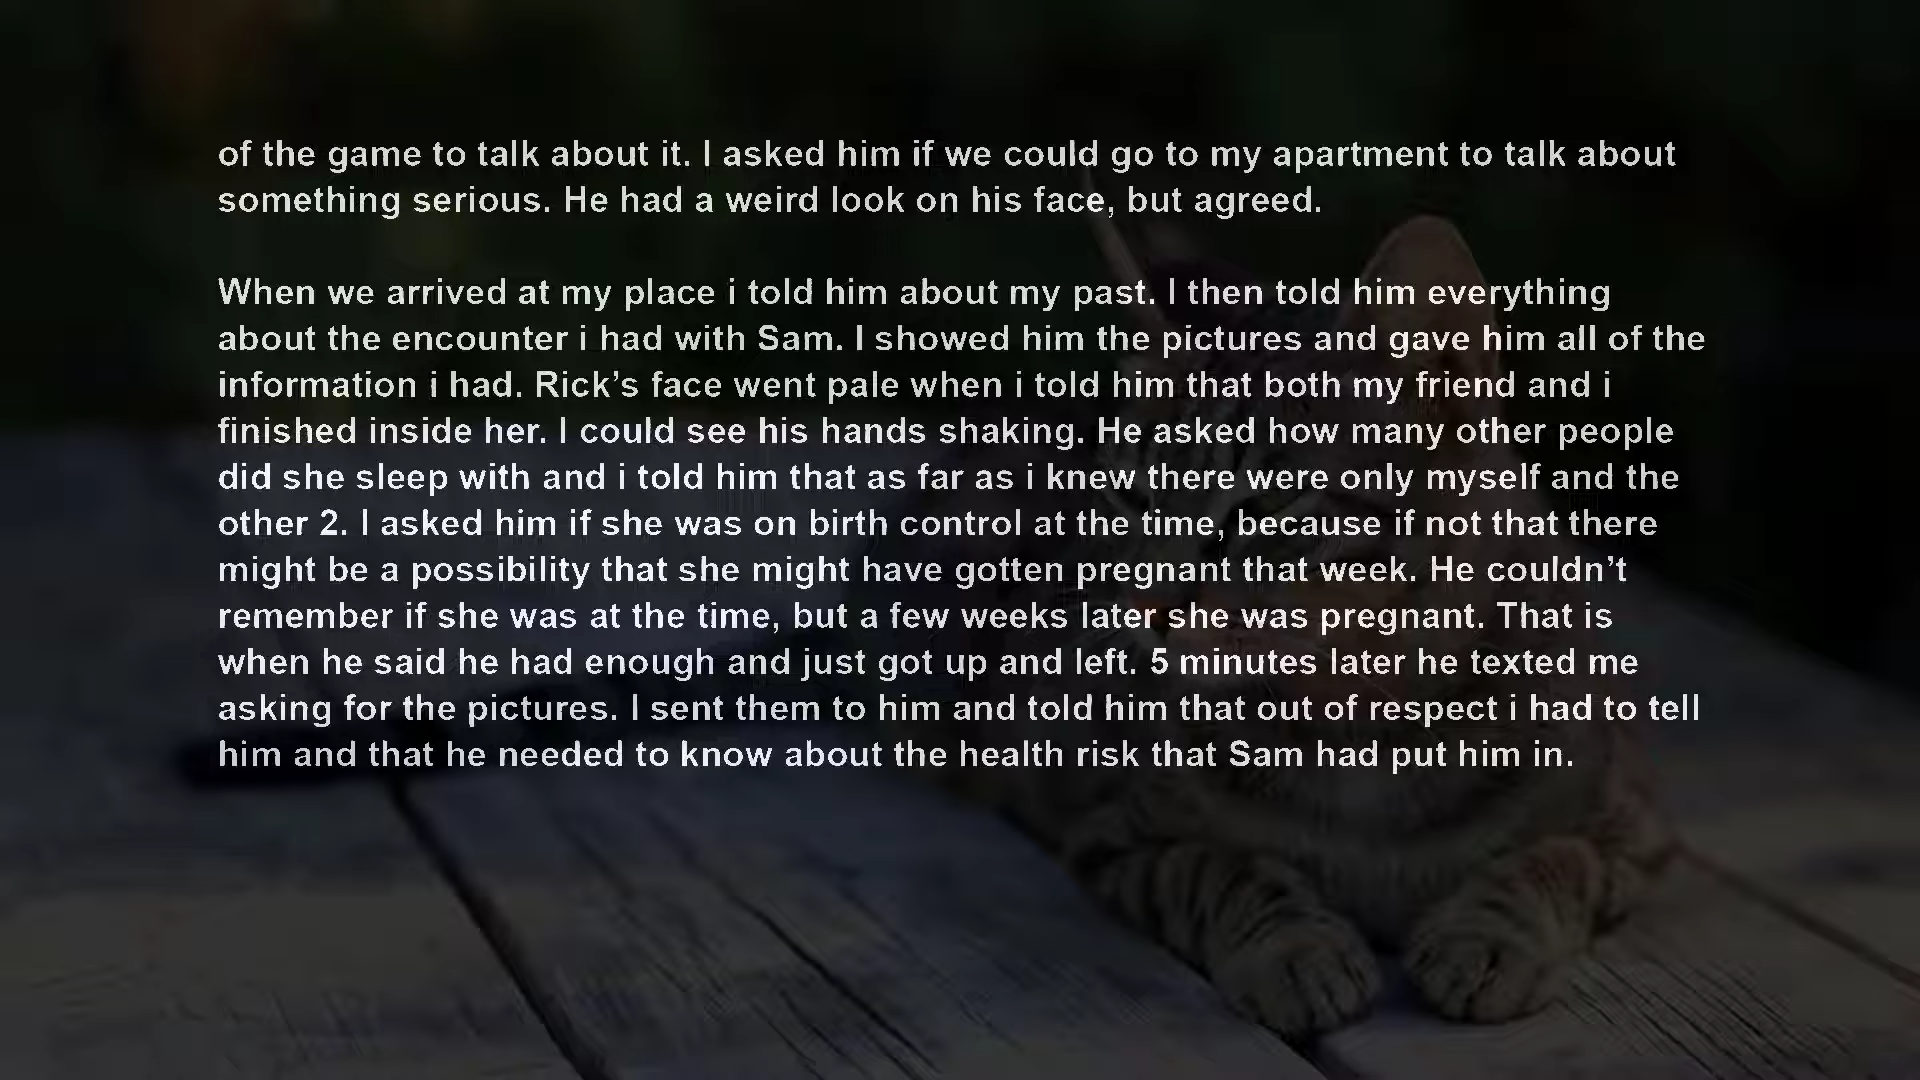 of the game to talk about it. I asked him if we could go to my apartment to talk about
something serious. He had a weird look on his face, but agreed.
When we arrived at my place i told him about my past. I then told him everything
about the encounter i had with Sam. I showed him the pictures and gave him all of the
information i had. Rick’s face went pale when i told him that both my friend and i
finished inside her. I could see his hands shaking. He asked how many other people
did she sleep with and i told him that as far as i knew there were only myself and the
other 2. I asked him if she was on birth control at the time, because if not that there
might be a possibility that she might have gotten pregnant that week. He couldn’t
remember if she was at the time, but a few weeks later she was pregnant. That is
when he said he had enough and just got up and left. 5 minutes later he texted me
asking for the pictures. I sent them to him and told him that out of respect i had to tell
him and that he needed to know about the health risk that Sam had put him in.